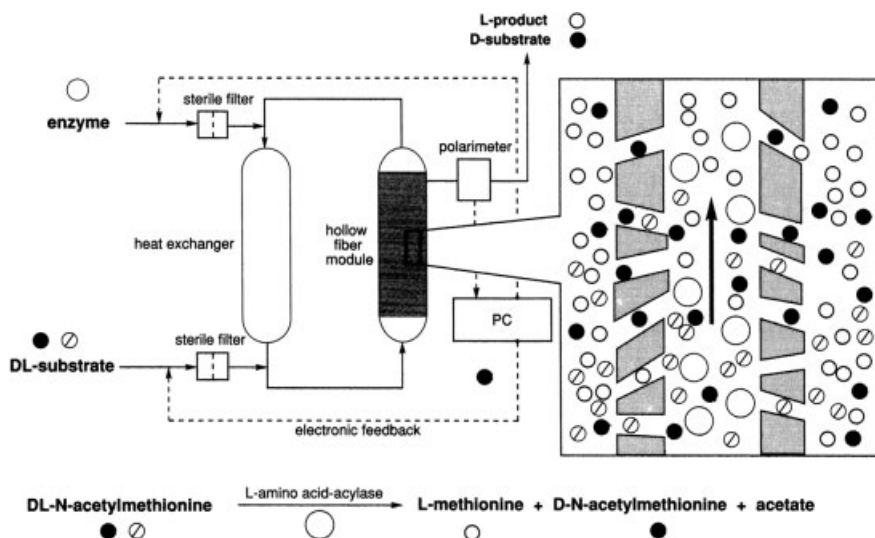 L-product
D-substrate
sterile filter
enzyme
polarimeter
heat exchanger
hollow
fiber
module
sterile filter
PC
DL-substrate
electronic feedback
DL-N-acetylmethionine
L-amino acid-acylase
L-methionine + D-N-acetylmethionine + acetate